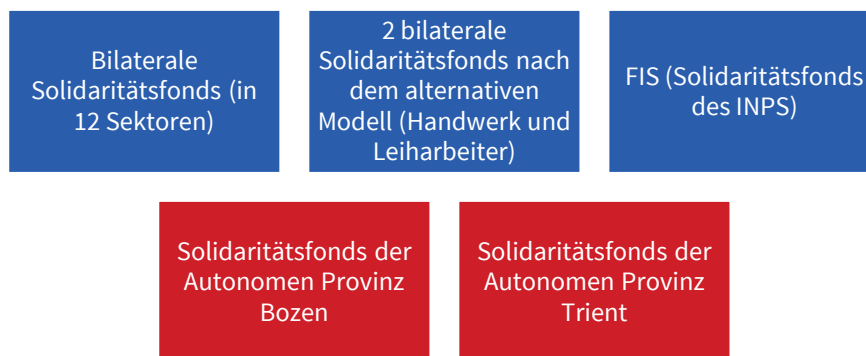 Bilaterale
Solidaritätsfonds (in
12 Sektoren)
2 bilaterale
Solidaritätsfonds nach
dem alternativen
Modell (Handwerk und
Leiharbeiter)
FIS (Solidaritätsfonds
des INPS)
Solidaritätsfonds der
Autonomen Provinz
Bozen
Solidaritätsfonds der
Autonomen Provinz
Trient